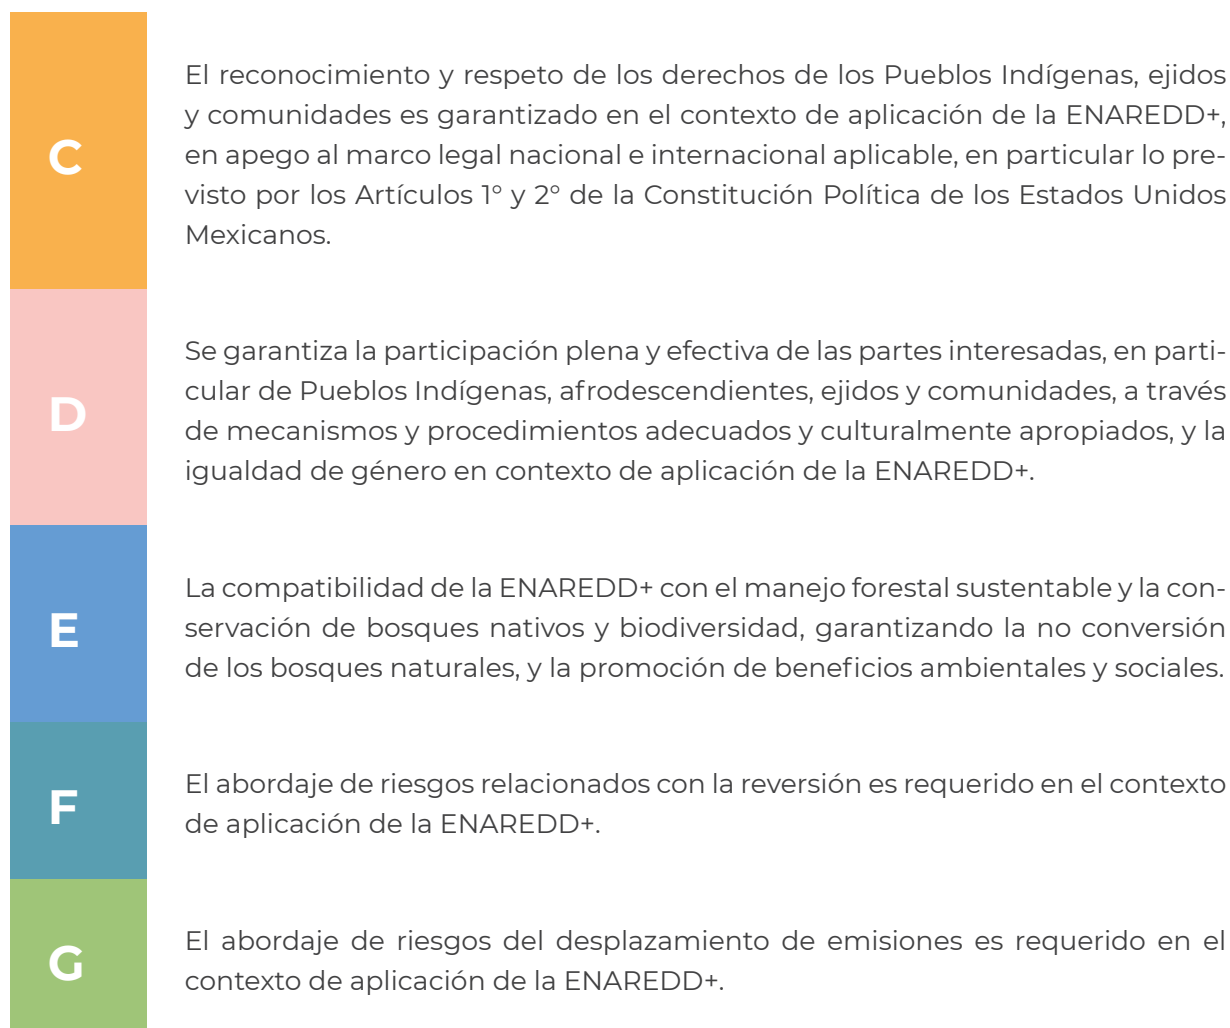 C
El reconocimiento y respeto de los derechos de los Pueblos Indígenas, ejidos
y comunidades es garantizado en el contexto de aplicación de la ENAREDD+,
en apego al marco legal nacional e internacional aplicable, en particular lo pre-
visto por los Artículos 1° y 2° de la Constitución Política de los Estados Unidos
Mexicanos.
D
Se garantiza la participación plena y efectiva de las partes interesadas, en parti-
cular de Pueblos Indígenas, afrodescendientes, ejidos y comunidades, a través
de mecanismos y procedimientos adecuados y culturalmente apropiados, y la
igualdad de género en contexto de aplicación de la ENAREDD+.
E
La compatibilidad de la ENAREDD+ con el manejo forestal sustentable y la con-
servación de bosques nativos y biodiversidad, garantizando la no conversión
de los bosques naturales, y la promoción de beneficios ambientales y sociales.
F
El abordaje de riesgos relacionados con la reversión es requerido en el contexto
de aplicación de la ENAREDD+.
G
El abordaje de riesgos del desplazamiento de emisiones es requerido en el
contexto de aplicación de la ENAREDD+.